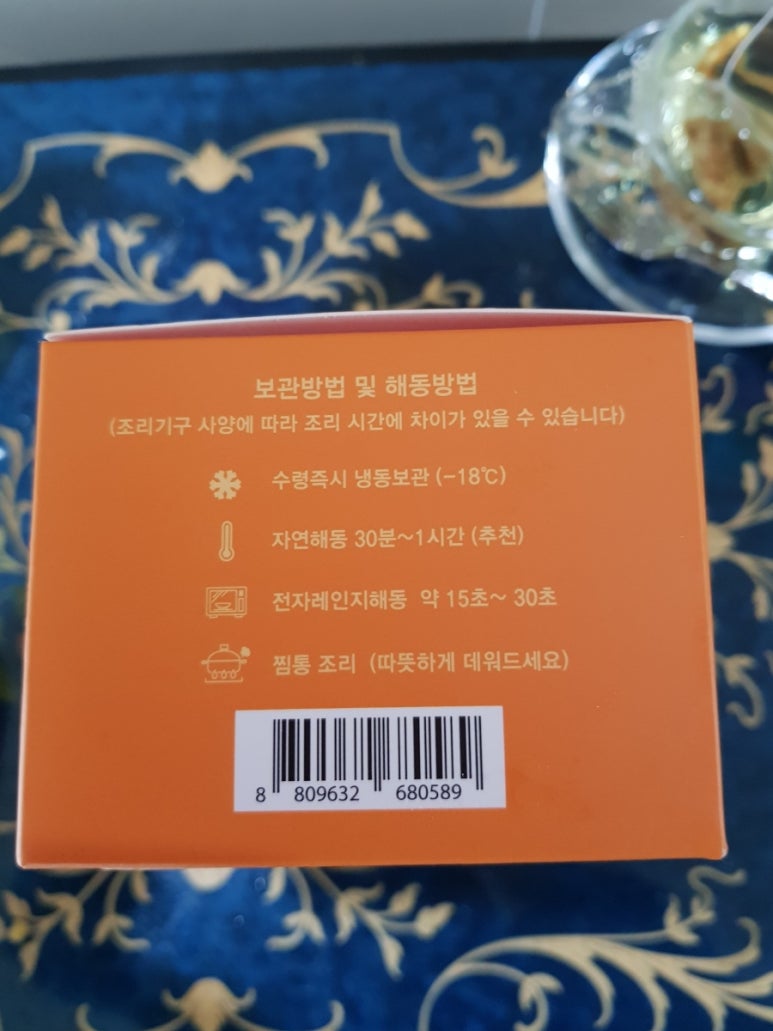 보관방법 및 해동방법
(조리기구 사양에 따라 조리 시간에 차이가 있을 수 있습니다)
수령즉시 냉동보관 (-18℃)
자연해동 30분~1시간 (추천)
전자레인지해동 약 15초~ 30초
찜통 조리 (따뜻하게 데워드세요)
8 809632 680589